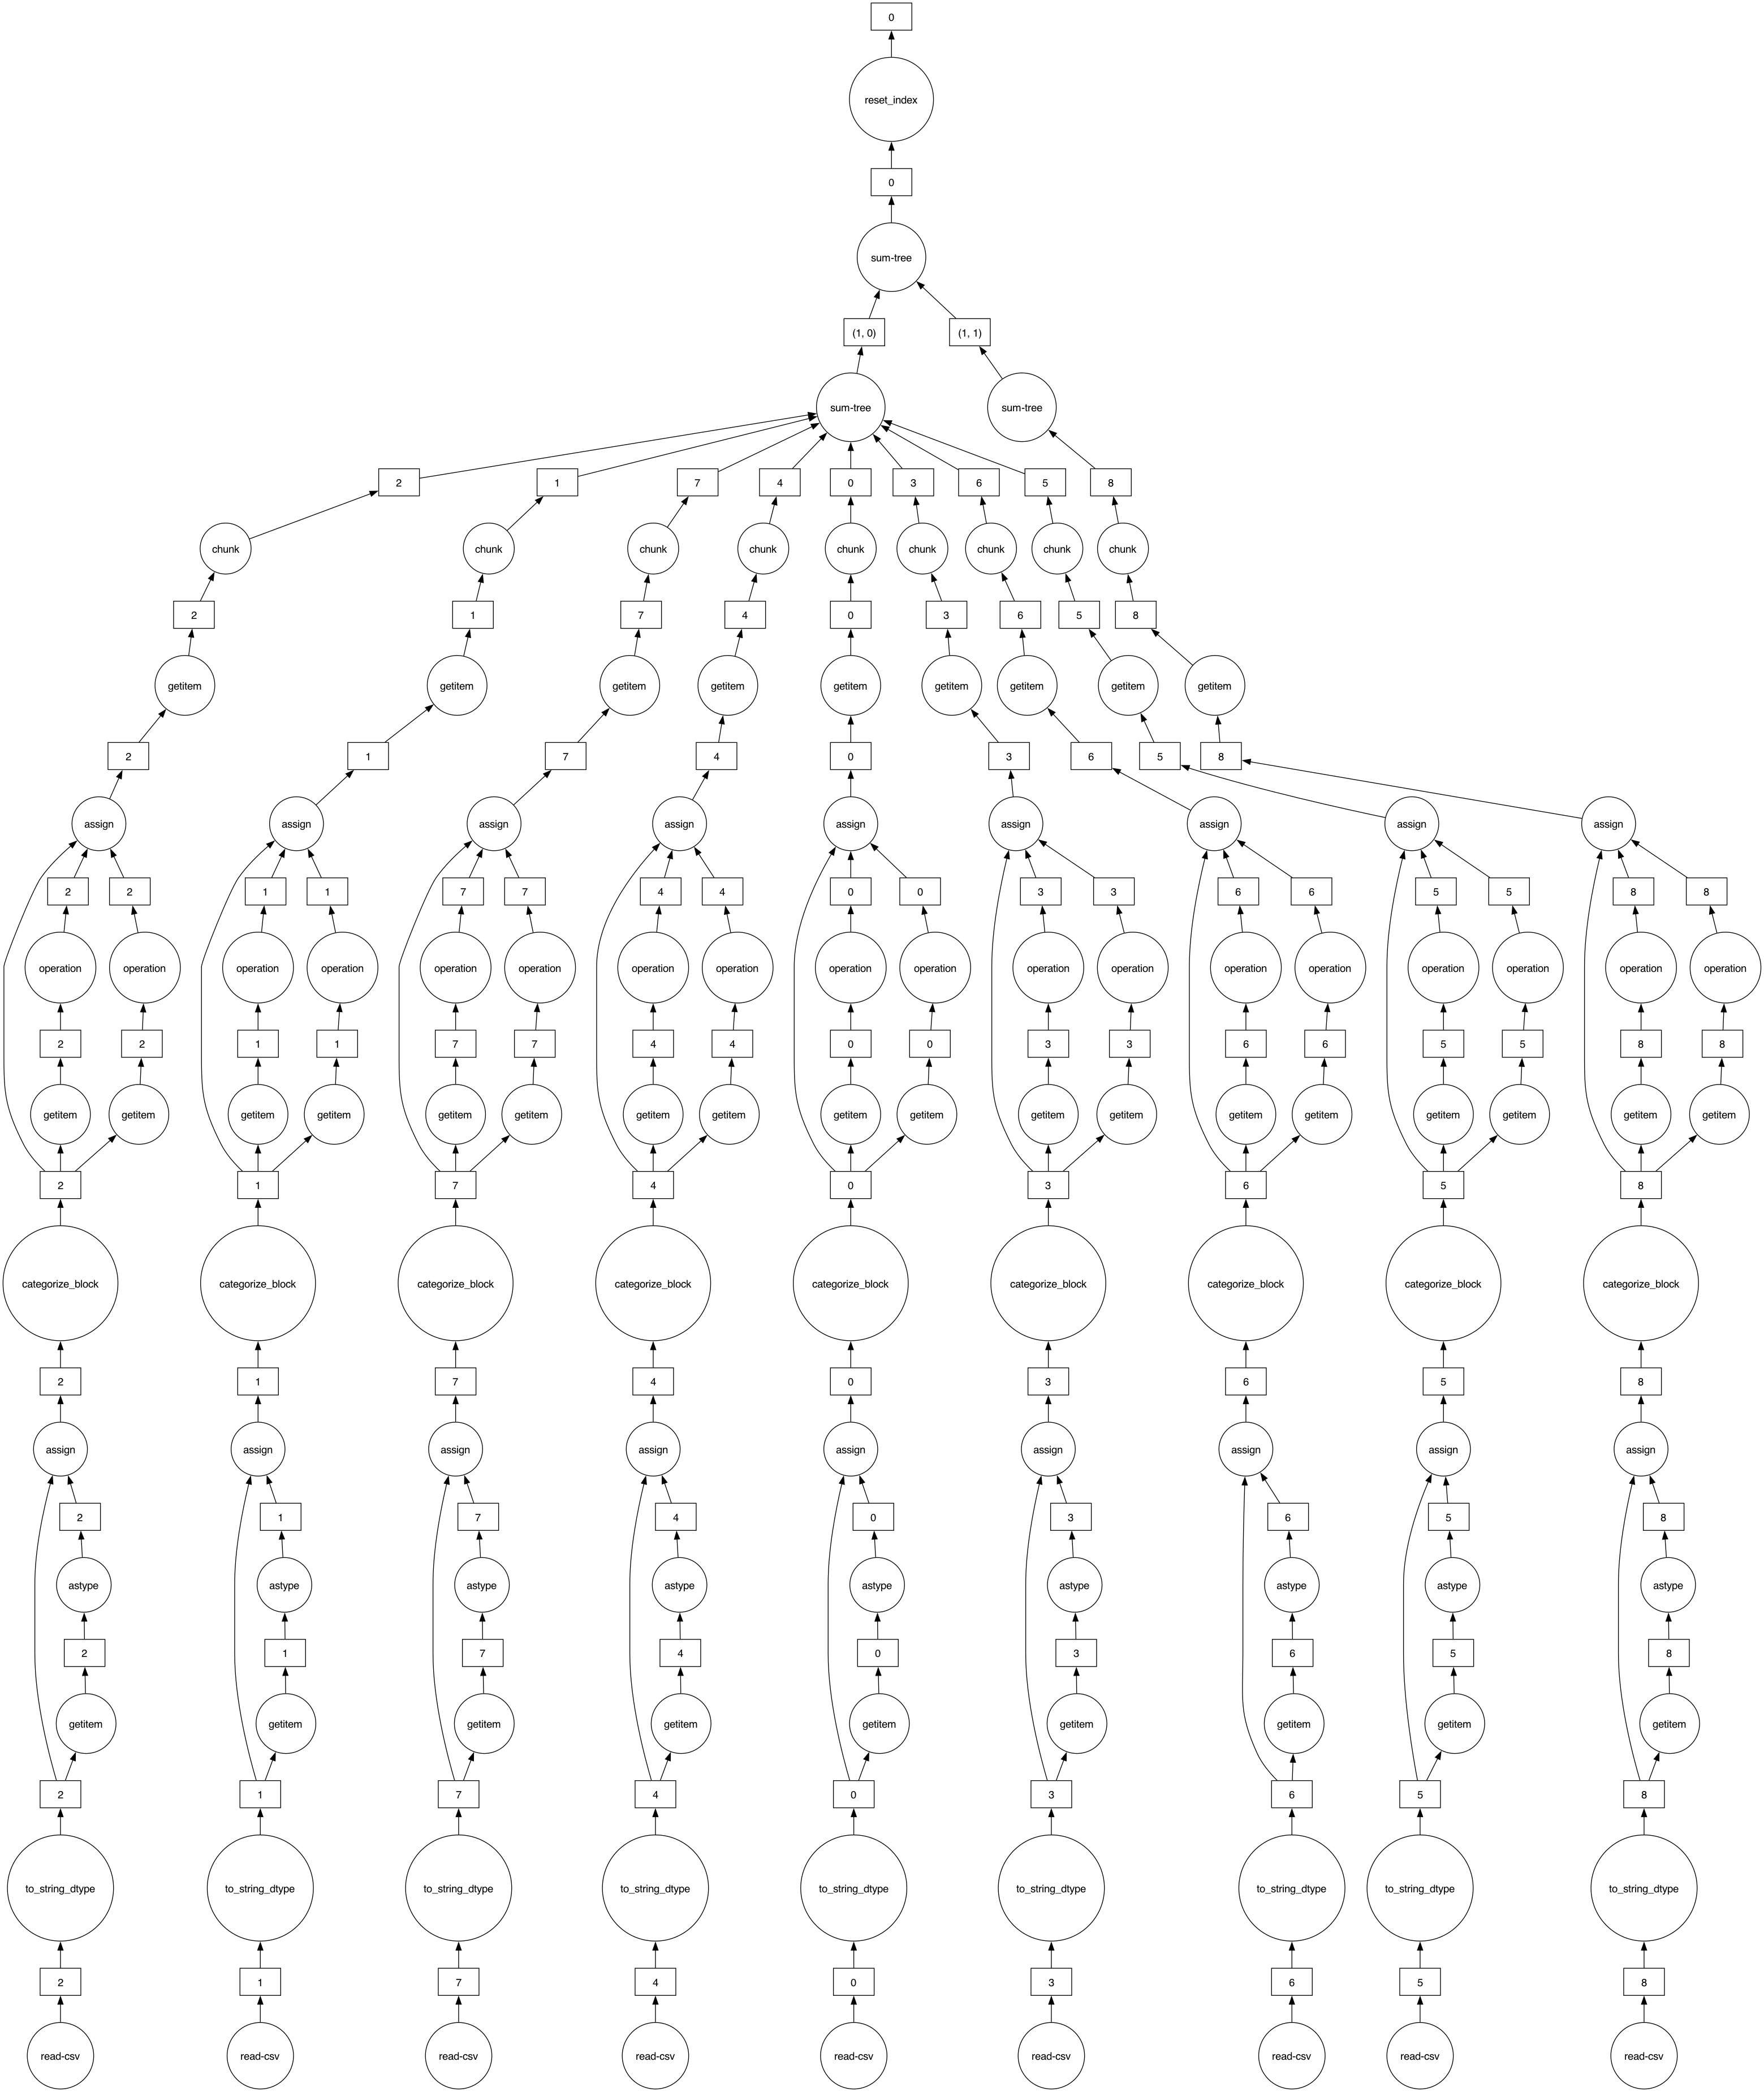 0
reset_index
0
sum-tree
(1, 0) (1, 1)
sum-tree sum-tree
2 1 7 4 0 3 6 5 8
chunk chunk chunk chunk chunk chunk chunk chunk chunk
2 1 7 4 0 3 6 5 8
getitem getitem getitem getitem getitem getitem getitem getitem getitem
2 1 7 4 0 3 6 5 8
assign assign assign assign assign assign assign assign assign
2 2 1 1 7 7 4 4 0 0 3 3 6 6 5 5 8 8
operation operation operation operation operation operation operation operation operation operation operation operation operation operation operation operation operation operation
2 2 1 1 7 7 4 4 0 0 3 3 6 6 5 5 8 8
getitem getitem getitem getitem getitem getitem getitem getitem getitem getitem getitem getitem getitem getitem getitem getitem getitem getitem
2 1 7 4 0 3 6 5 8
categorize_block categorize_block categorize_block categorize_block categorize_block categorize_block categorize_block categorize_block categorize_block
2 1 7 4 0 3 6 5 8
assign assign assign assign assign assign assign assign assign
2 1 7 4 0 3 6 5 8
astype astype astype astype astype astype astype astype astype
2 1 7 4 0 3 6 5 8
getitem getitem getitem getitem getitem getitem getitem getitem getitem
2 1 7 4 0 3 6 5 8
to_string_dtype to_string_dtype to_string_dtype to_string_dtype to_string_dtype to_string_dtype to_string_dtype to_string_dtype to_string_dtype
2 1 7 4 0 3 6 5 8
read-csv read-csv read-csv read-csv read-csv read-csv read-csv read-csv read-csv